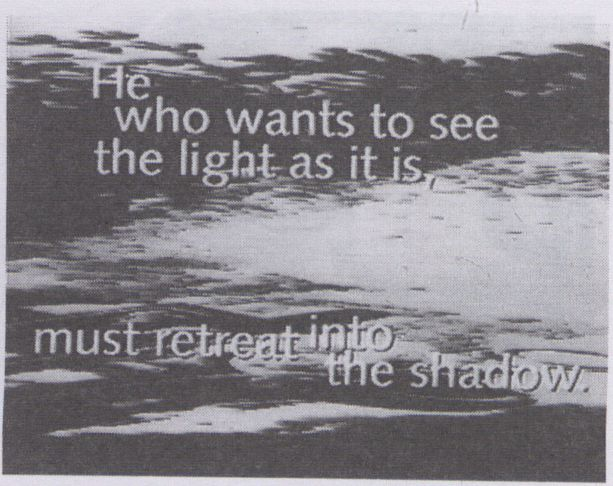 He
who wants to see
the light as it is,
must retreat into
the shadow.